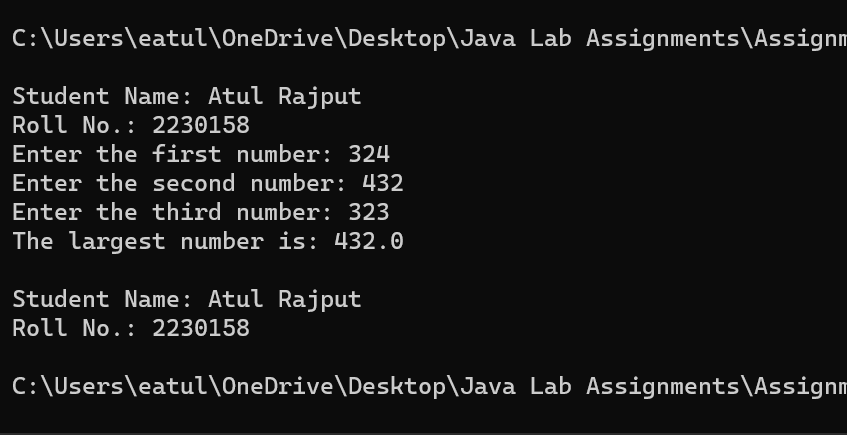 C:\Users\eatul\OneDrive\Desktop\Java Lab Assignments\Assignm
Student Name: Atul Rajput
Roll No.: 2230158
Enter the first number: 324
Enter the second number: 432
Enter the third number: 323
The largest number is: 432.0
Student Name: Atul Rajput
Roll No.: 2230158
C:\Users\eatul\OneDrive\Desktop\Java Lab Assignments\Assignm